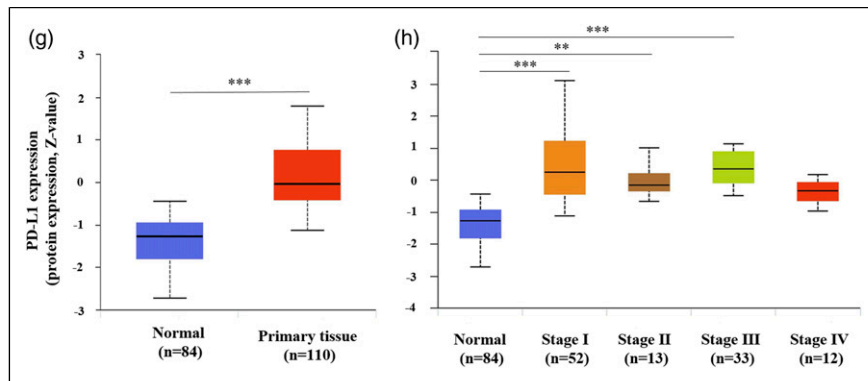 (g)
PD-L1 expression
(protein expression, Z-value)
3
2
1
0
-1
-2
-3
***
Normal
(n=84)
Primary tissue
(n=110)
(h)
3
2
1
0
-1
-2
-3
-4
***
**
***
Normal
(n=84)
Stage I
(n=52)
Stage II
(n=13)
Stage III
(n=33)
Stage IV
(n=12)